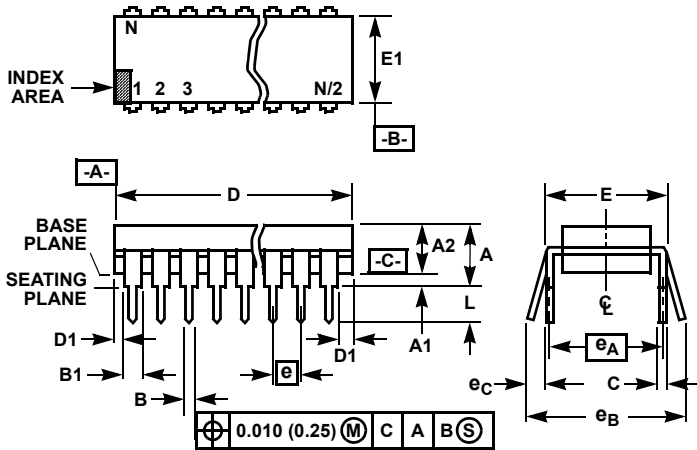 N
E1
INDEX
AREA
1 2 3 N/2
-B-
-A-
D
E
BASE
PLANE
A2
A
-C-
SEATING
PLANE
L
C
L
D1
A1
D1
eA
B1
e
eC
C
B
eB
0.010 (0.25) M C A B S